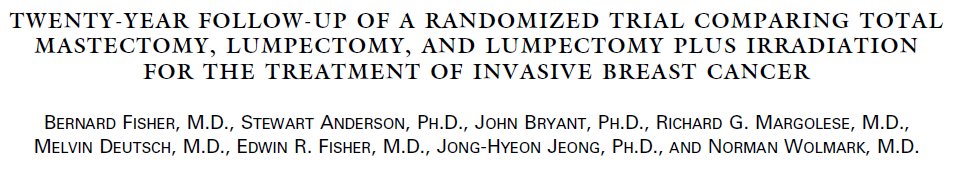 TWENTY-YEAR FOLLOW-UP OF A RANDOMIZED TRIAL COMPARING TOTAL
MASTECTOMY, LUMPECTOMY, AND LUMPECTOMY PLUS IRRADIATION
FOR THE TREATMENT OF INVASIVE BREAST CANCER
BERNARD FISHER, M.D., STEWART ANDERSON, PH.D., JOHN BRYANT, PH.D., RICHARD G. MARGOLESE, M.D.,
MELVIN DEUTSCH, M.D., EDWIN R. FISHER, M.D., JONG-HYEON JEONG, PH.D., AND NORMAN WOLMARK, M.D.